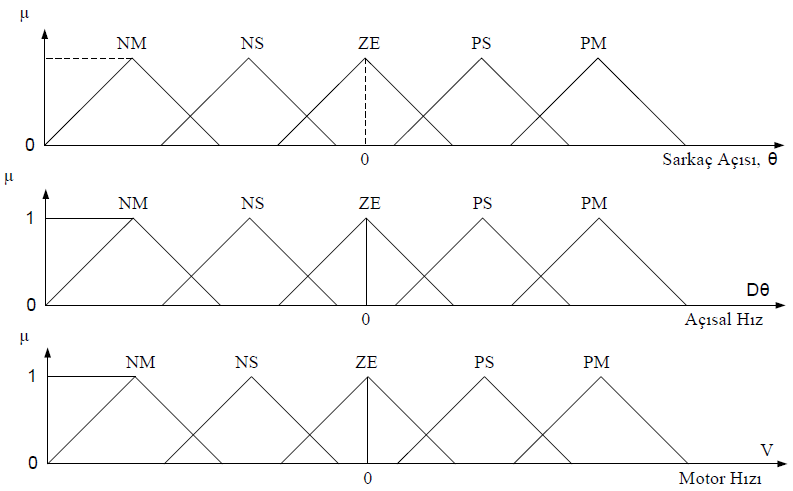 μ
NM NS ZE PS PM
0
0 Sarkaç Açısı, θ
μ
NM NS ZE PS PM
1
0 Dθ
0 Açısal Hız
μ
NM NS ZE PS PM
1
0 V
0 Motor Hızı